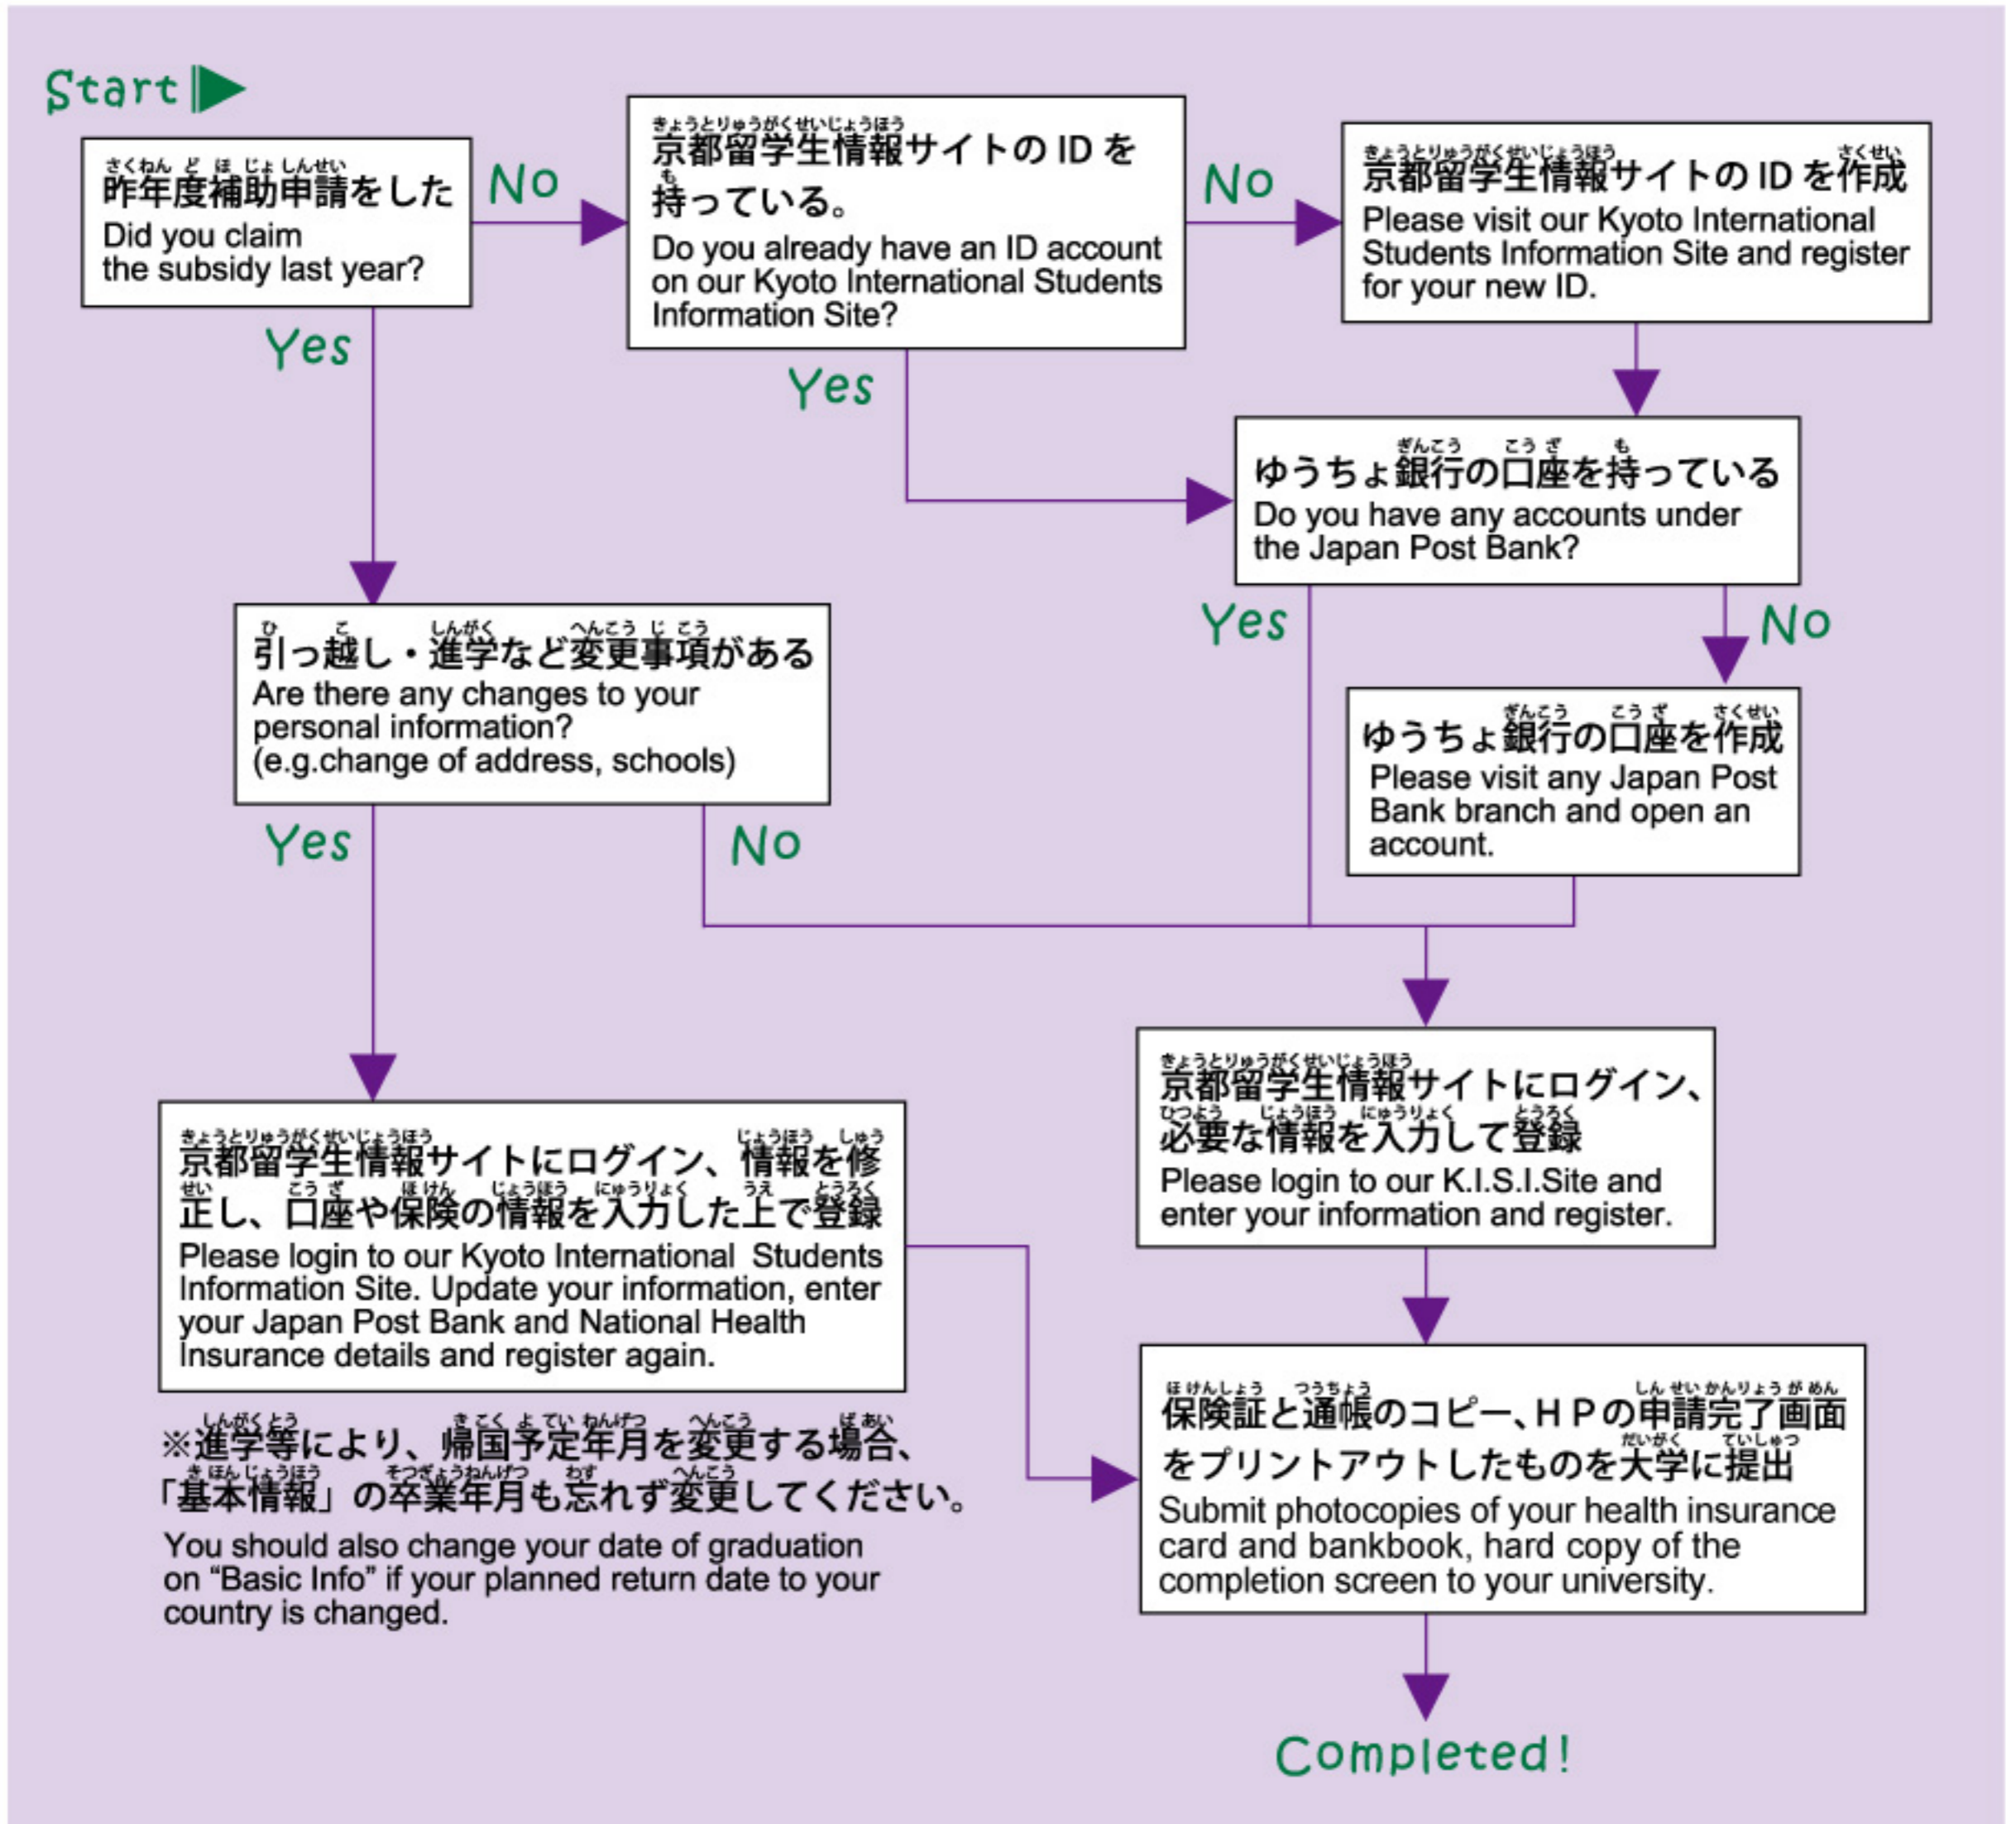 Start
さくねん ど ほ じょ しんせい
昨年度補助申請をした
Did you claim
the subsidy last year?
No
きょうとりゅうがくせいじょうほう
京都留学生情報サイトの ID を
も
持っている。
Do you already have an ID account
on our Kyoto International Students
Information Site?
No
きょうとりゅうがくせいじょうほう さくせい
京都留学生情報サイトの ID を作成
Please visit our Kyoto International
Students Information Site and register
for your new ID.
Yes
Yes
ぎんこう こう ざ も
ゆうちょ銀行の口座を持っている
Do you have any accounts under
the Japan Post Bank?
Yes
No
ひ こ しんがく へんこう じ こう
引っ越し・進学など変更事項がある
Are there any changes to your
personal information?
(e.g.change of address, schools)
ぎんこう こう ざ さくせい
ゆうちょ銀行の口座を作成
Please visit any Japan Post
Bank branch and open an
account.
Yes
No
きょうとりゅうがくせいじょうほう
京都留学生情報サイトにログイン、
ひつよう じょうほう にゅうりょく とうろく
必要な情報を入力して登録
Please login to our K.I.S.I.Site and
enter your information and register.
きょうとりゅうがくせいじょうほう じょうほう しゅう
京都留学生情報サイトにログイン、情報を修
せい こう ざ ほ けん じょうほう にゅうりょく うえ とうろく
正し、口座や保険の情報を入力した上で登録
Please login to our Kyoto International Students
Information Site. Update your information, enter
your Japan Post Bank and National Health
Insurance details and register again.
しんがくとう き こく よ てい ねんげつ へんこう ば あい
※進学等により、帰国予定年月を変更する場合、
き ほん じょうほう そつぎょうねんげつ わす へんこう
「基本情報」の卒業年月も忘れず変更してください。
You should also change your date of graduation
on “Basic Info” if your planned return date to your
country is changed.
ほ けんしょう つうちょう しん せい かんりょう が めん
保険証と通帳のコピー、ＨＰの申請完了画面
だいがく ていしゅつ
をプリントアウトしたものを大学に提出
Submit photocopies of your health insurance
card and bankbook, hard copy of the
completion screen to your university.
Completed!